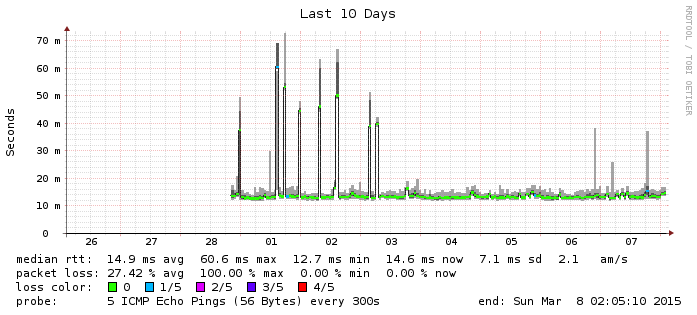 Last 10 Days
RRDTOOL / TOBI OETIKER
Seconds
70 m
60 m
50 m
40 m
30 m
20 m
10 m
0
26 27 28 01 02 03 04 05 06 07
median rtt: 14.9 ms avg 60.6 ms max 12.7 ms min 14.6 ms now 7.1 ms sd 2.1 am/s
packet loss: 27.42 % avg 100.00 % max 0.00 % min 0.00 % now
loss color: 0 1/5 2/5 3/5 4/5
probe: 5 ICMP Echo Pings (56 Bytes) every 300s end: Sun Mar 8 02:05:10 2015